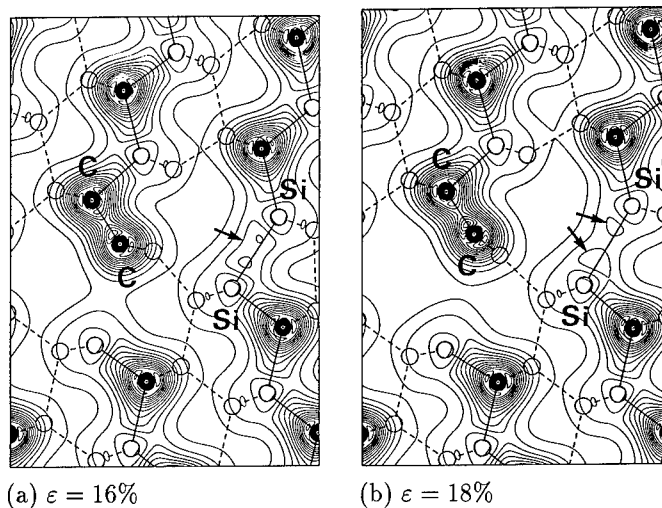 C
Si
C
Si
C
Si
C
Si
(a) ε = 16%
(b) ε = 18%